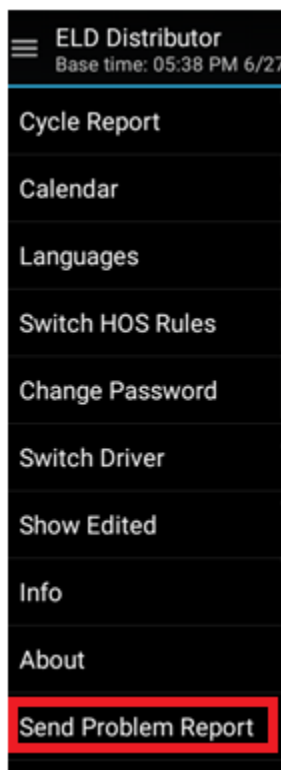 ELD Distributor
Base time: 05:38 PM 6/27
Cycle Report
Calendar
Languages
Switch HOS Rules
Change Password
Switch Driver
Show Edited
Info
About
Send Problem Report